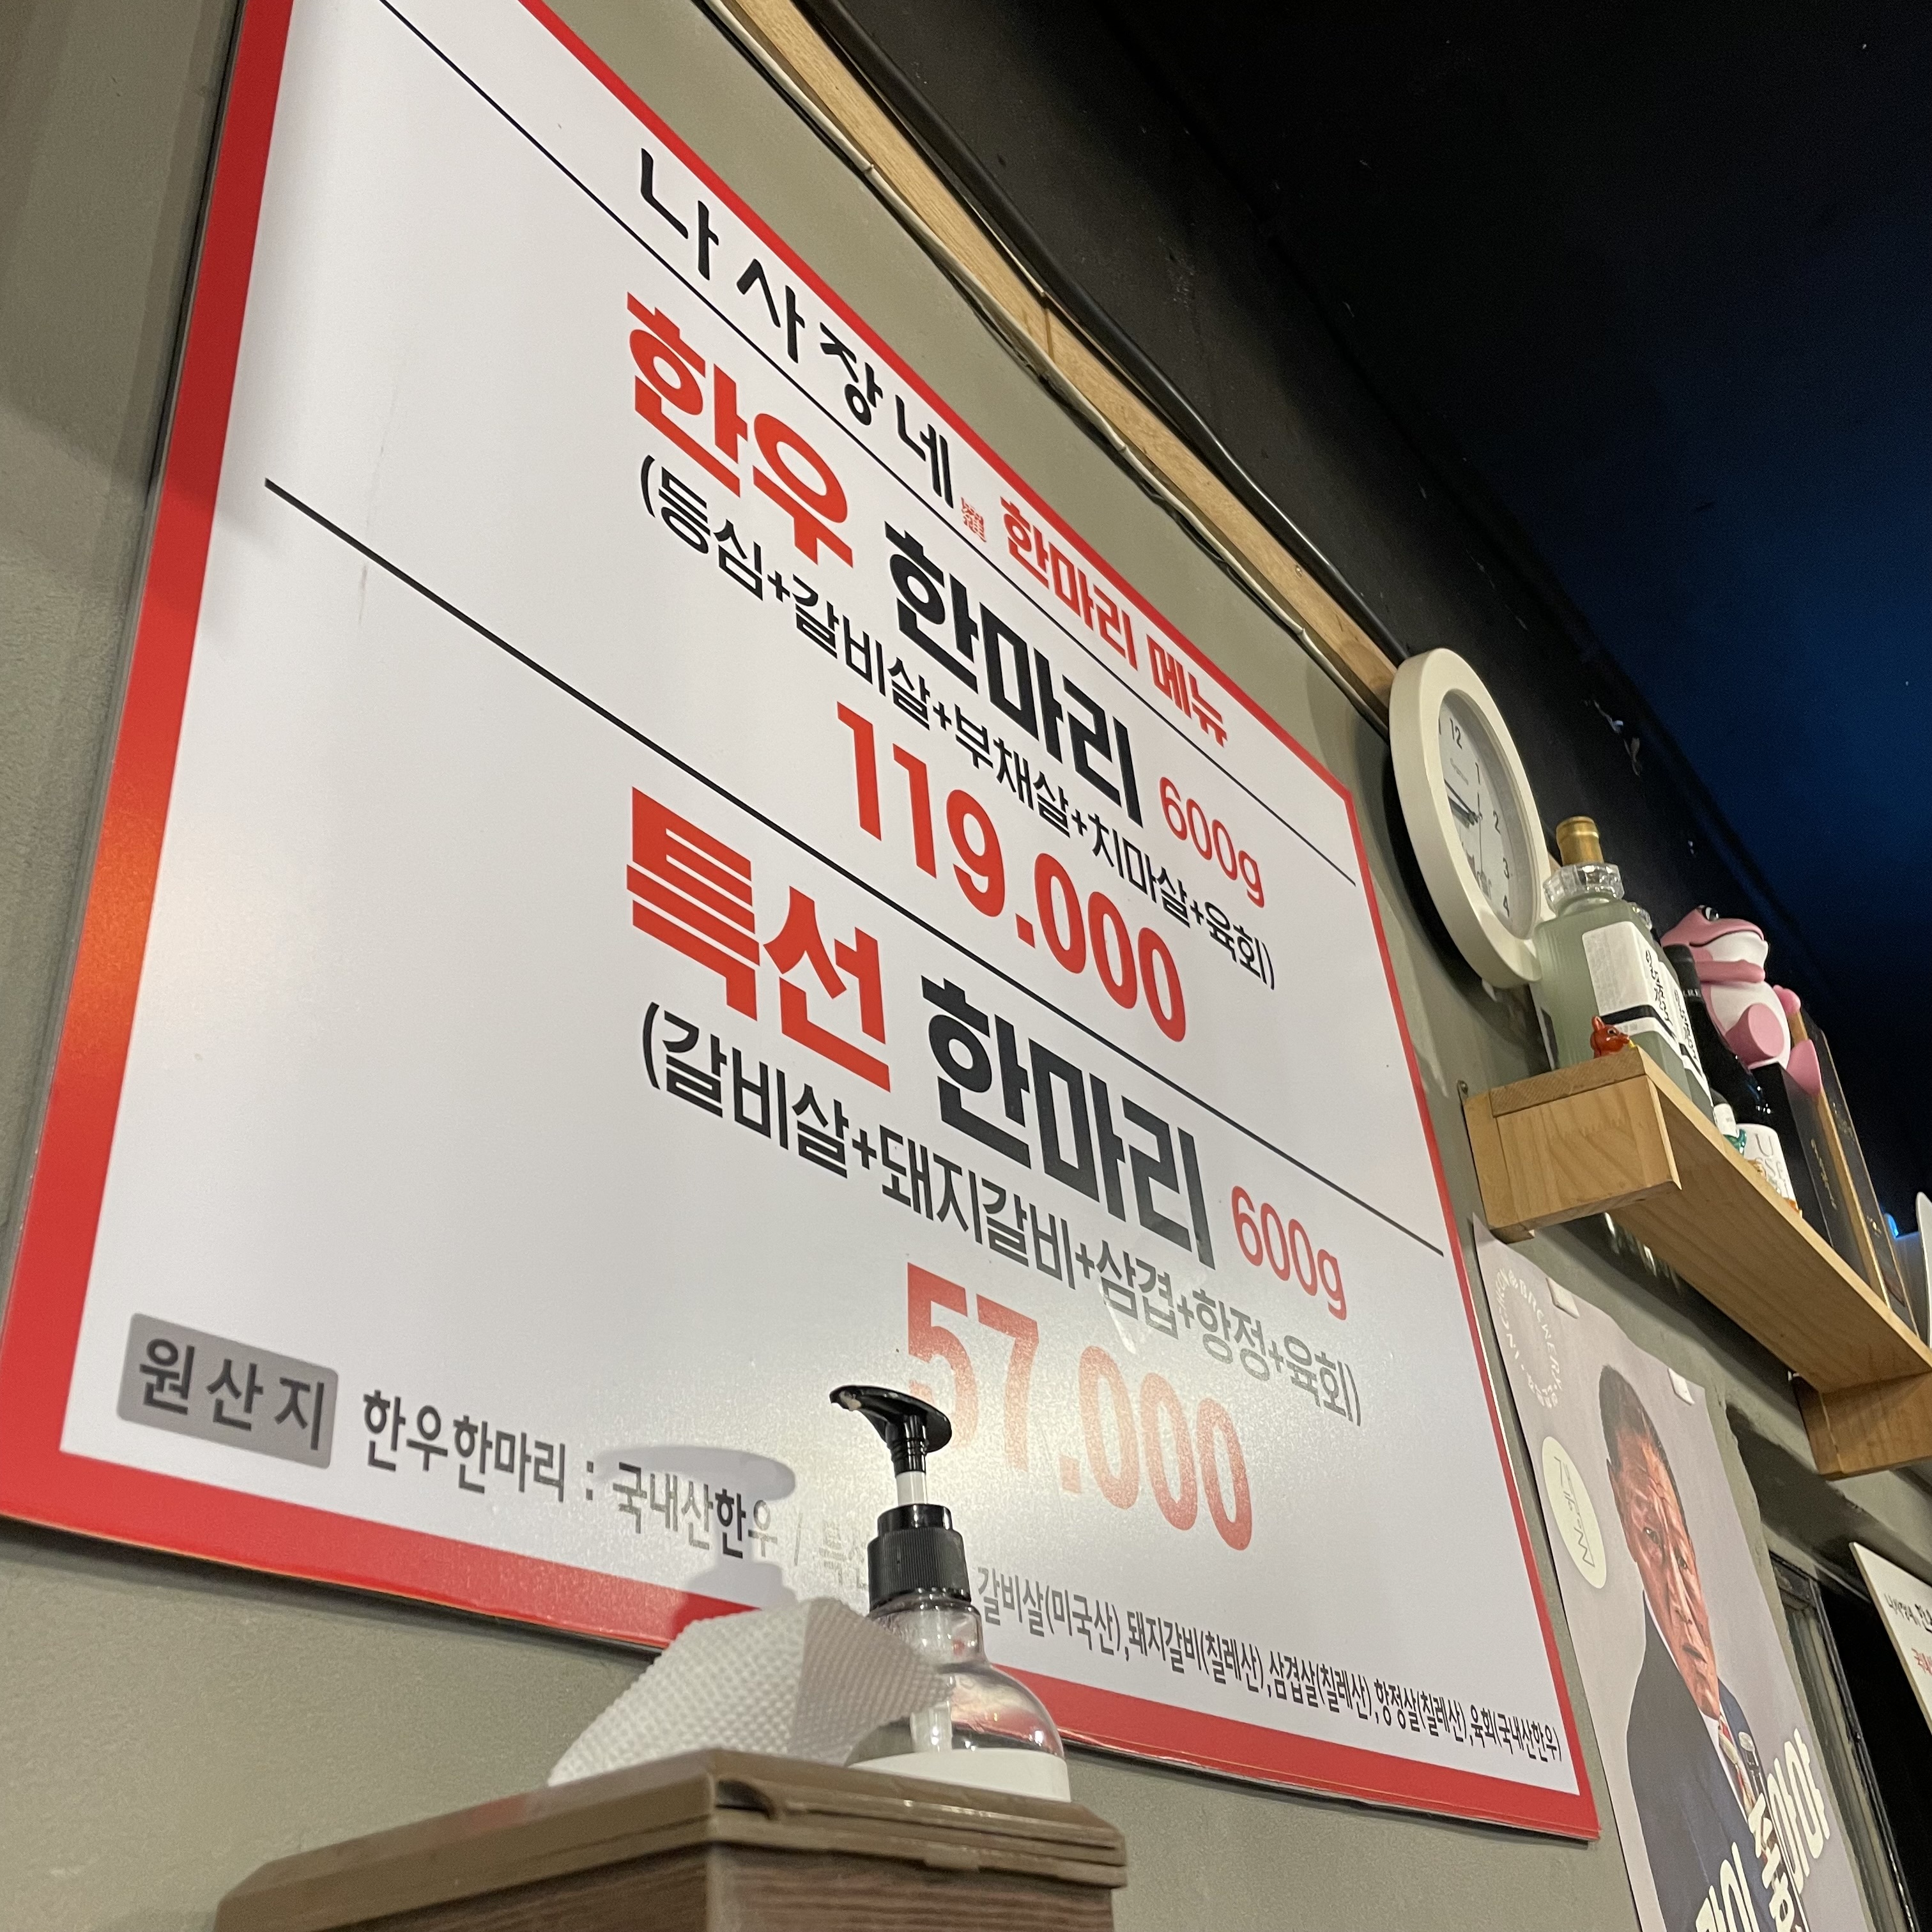 나사장네 한마리 메뉴
한우 한마리 600g
(등심+갈비살+부채살+치마살+육회)
119.000
특선 한마리 600g
(갈비살+돼지갈비+삼겹+항정+육회)
57.000
원산지 한우한마리 : 국내산한우 / 갈비살(미국산),돼지갈비(칠레산),삼겹살(칠레산),항정살(칠레산),육회(국내산한우)
12
1
2
3
4